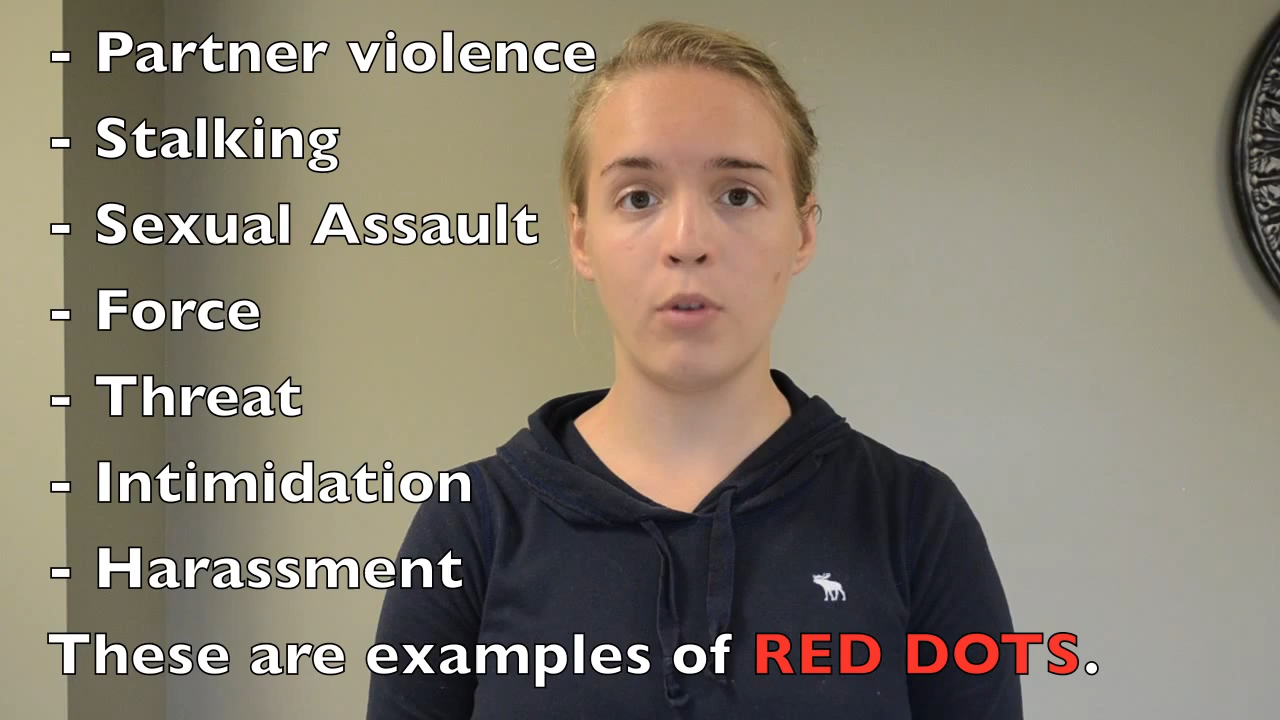 - Partner violence
- Stalking
- Sexual Assault
- Force
- Threat
- Intimidation
- Harassment
These are examples of RED DOTS.